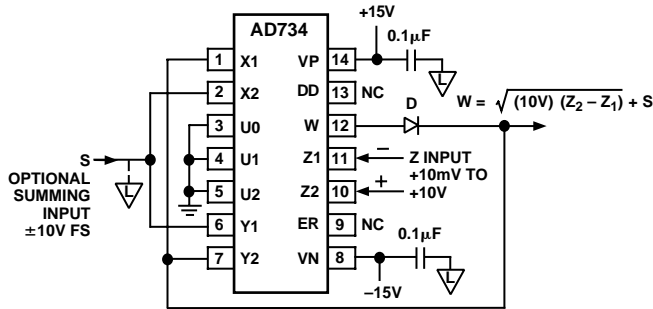 AD734
+15V
0.1µF
L
1 X1 VP 14
2 X2 DD 13 NC
W = √(10V) (Z2 – Z1) + S
3 U0 W 12 D
S
OPTIONAL
SUMMING
INPUT
±10V FS
L
4 U1 Z1 11 – Z INPUT
+10mV TO
+10V
5 U2 Z2 10 +
6 Y1 ER 9 NC
0.1µF
7 Y2 VN 8
L
–15V